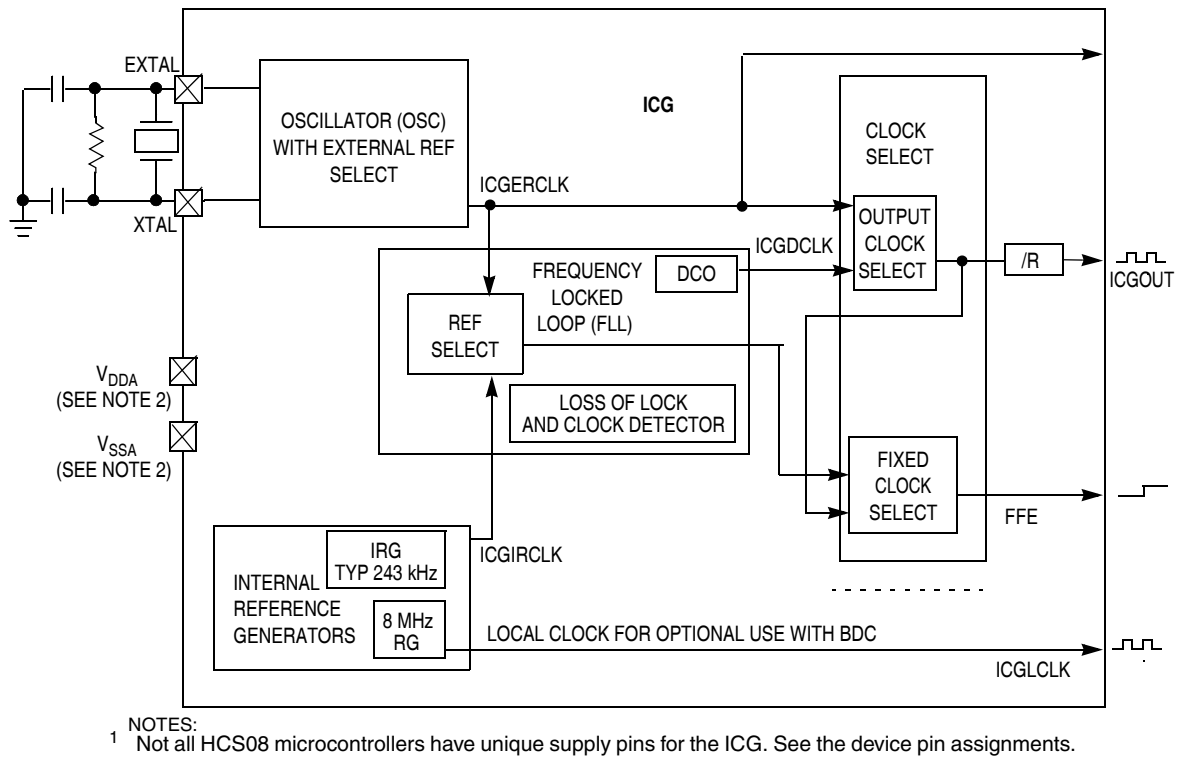 EXTAL
XTAL
OSCILLATOR (OSC)
WITH EXTERNAL REF
SELECT
ICG
CLOCK
SELECT
ICGERCLK
OUTPUT
CLOCK
SELECT
ICGDCLK
/R
ICGOUT
FREQUENCY
LOCKED
LOOP (FLL)
DCO
REF
SELECT
LOSS OF LOCK
AND CLOCK DETECTOR
VDDA
(SEE NOTE 2)
VSSA
(SEE NOTE 2)
FIXED
CLOCK
SELECT
FFE
ICGIRCLK
IRG
TYP 243 kHz
INTERNAL
REFERENCE
GENERATORS
8 MHz
RG
LOCAL CLOCK FOR OPTIONAL USE WITH BDC
ICGLCLK
NOTES:
1 Not all HCS08 microcontrollers have unique supply pins for the ICG. See the device pin assignments.